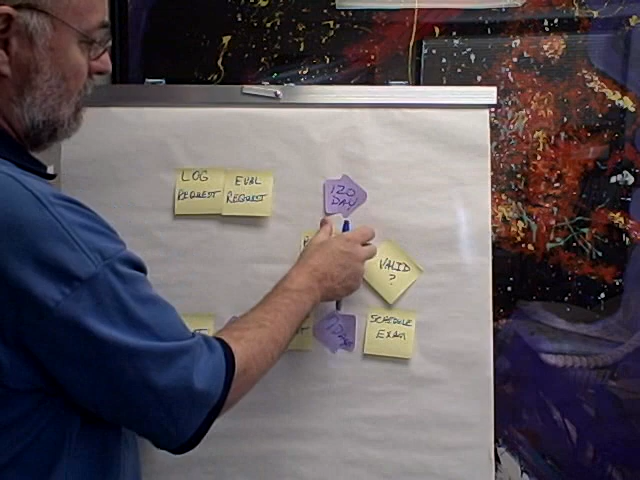 LOG
REQUEST
EVAL
REQUEST
120
DAY
VALID
?
SCHEDULE
EXAM